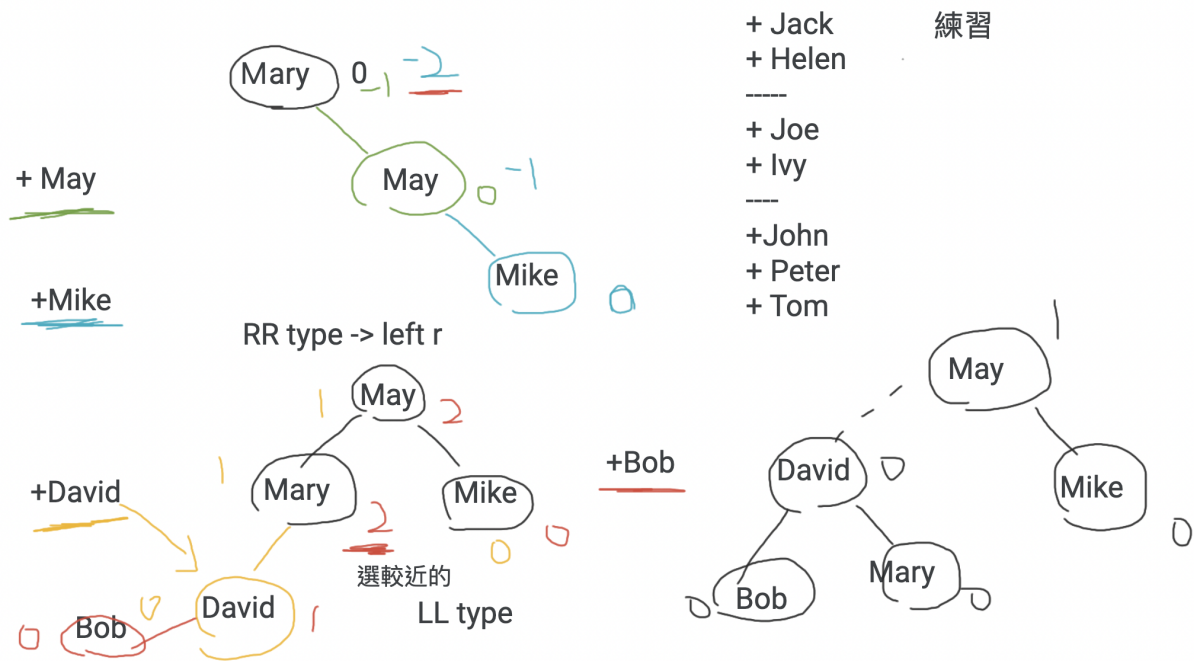 Mary 0 -1 -2
+ May
May 0 -1
+Mike
Mike 0
RR type -> left r
May
1 2
+David
1 Mary 2
Mike 0 0
選較近的
LL type
0 Bob 0 David 1
+ Jack
練習
+ Helen
-----
+ Joe
+ Ivy
----
+John
+ Peter
+ Tom
+Bob
May 1
David 0
Mike 0
0 Bob
Mary 0